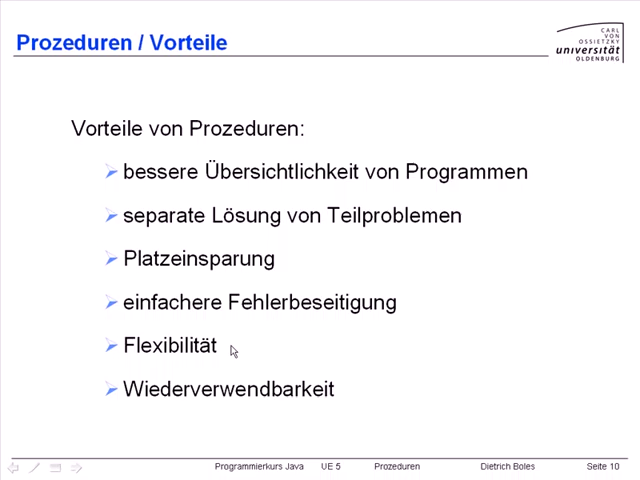 Prozeduren / Vorteile
CARL
VON
OSSIETZKY
universität
OLDENBURG
Vorteile von Prozeduren:
bessere Übersichtlichkeit von Programmen
separate Lösung von Teilproblemen
Platzeinsparung
einfachere Fehlerbeseitigung
Flexibilität
Wiederverwendbarkeit
Programmierkurs Java UE 5 Prozeduren Dietrich Boles Seite 10